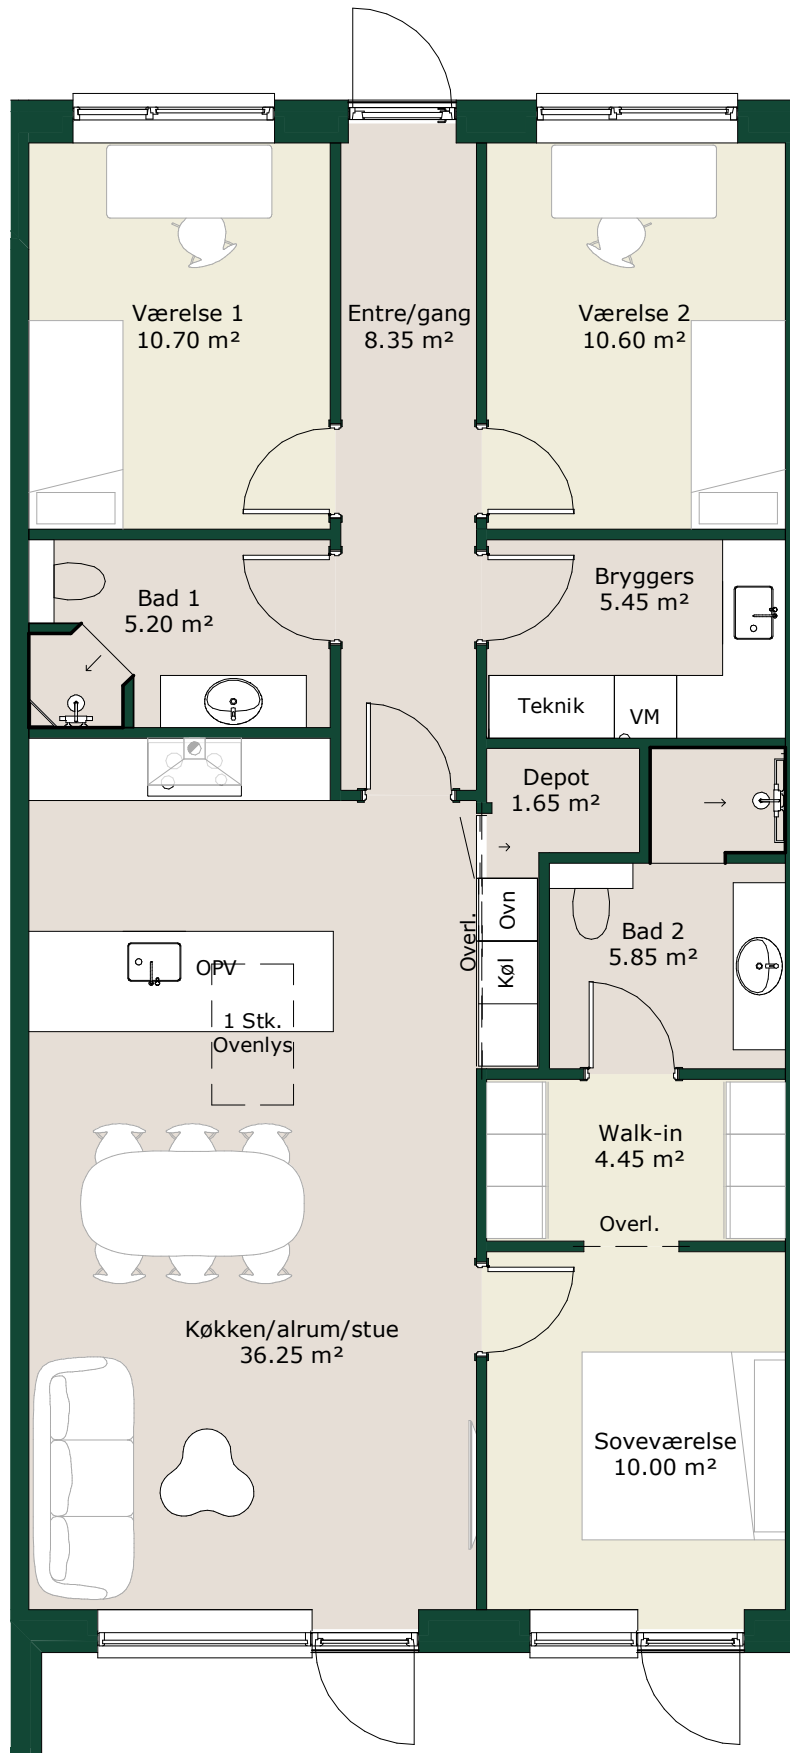 Værelse 1
10.70 m²
Entre/gang
8.35 m²
Værelse 2
10.60 m²
Bad 1
5.20 m²
Bryggers
5.45 m²
Teknik
VM
Depot
1.65 m²
Ovn
Overl.
Køl
Bad 2
5.85 m²
OPV
1 Stk.
Ovenlys
Walk-in
4.45 m²
Overl.
Køkken/alrum/stue
36.25 m²
Soveværelse
10.00 m²